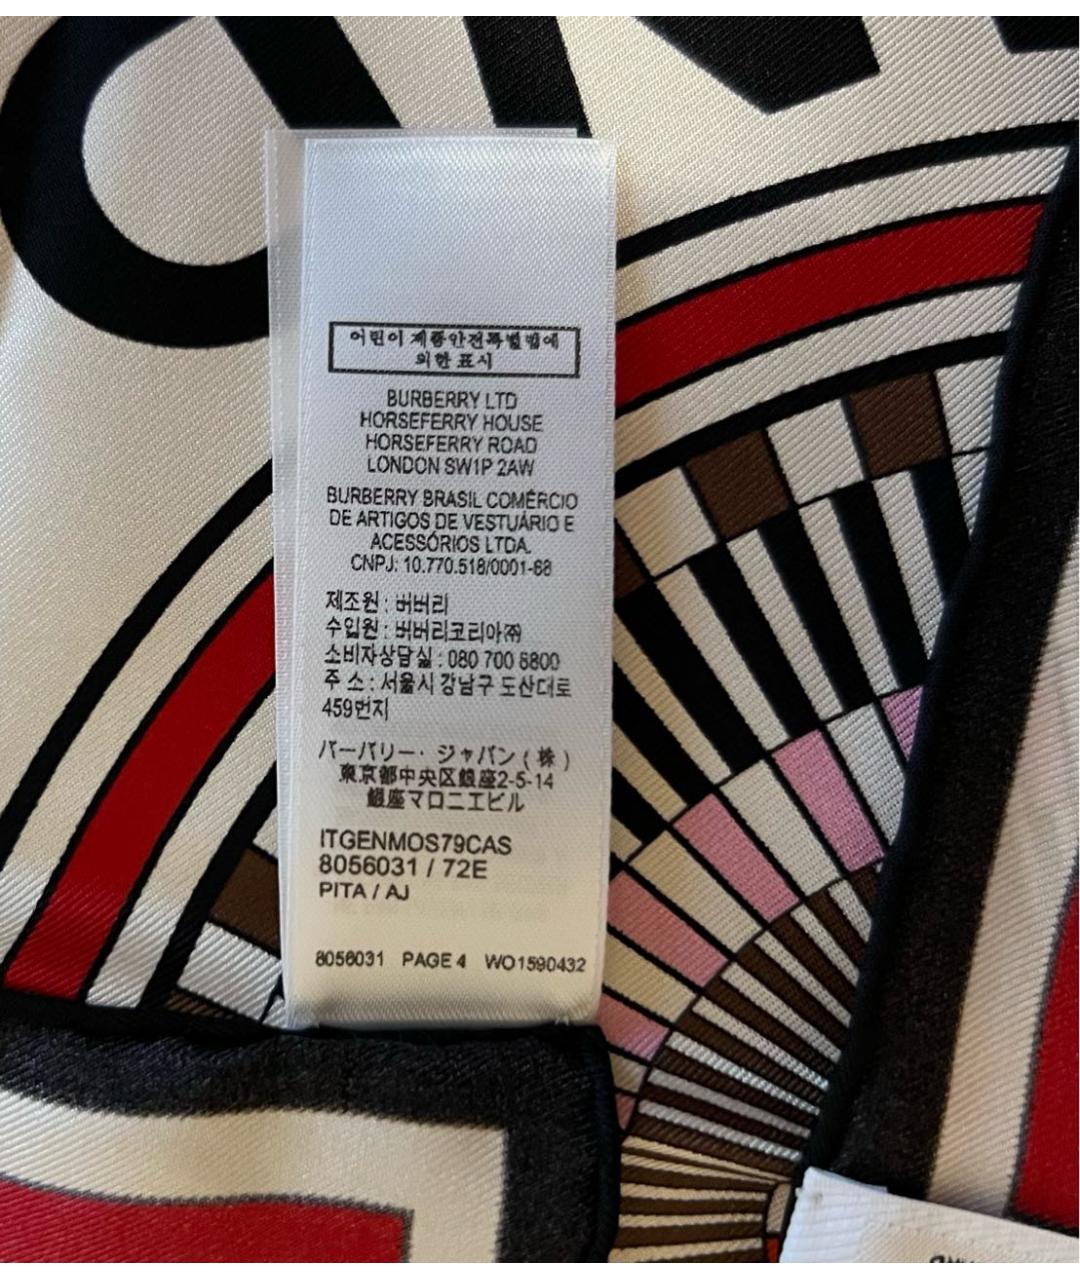 어린이 제품안전특별법에
의한 표시
BURBERRY LTD
HORSEFERRY HOUSE
HORSEFERRY ROAD
LONDON SW1P 2AW
BURBERRY BRASIL COMÉRCIO
DE ARTIGOS DE VESTUÁRIO E
ACESSÓRIOS LTDA.
CNPJ: 10.770.518/0001-68
제조원 : 버버리
수입원 : 버버리코리아㈜
소비자상담실 : 080 700 8800
주 소 : 서울시 강남구 도산대로
459번지
バーバリー・ジャパン ( 株 )
東京都中央区銀座2-5-14
銀座マロニエビル
ITGENMOS79CAS
8056031 / 72E
PITA / AJ
8056031 PAGE 4 WO1590432